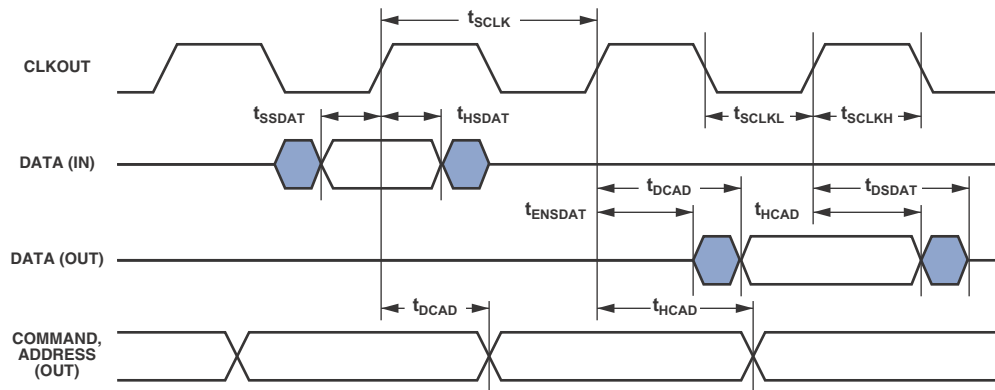 tSCLK
CLKOUT
tSSDAT
tHSDAT
tSCLKL
tSCLKH
DATA (IN)
tDCAD
tDSDAT
tENSDAT
tHCAD
DATA (OUT)
tDCAD
tHCAD
COMMAND,
ADDRESS
(OUT)